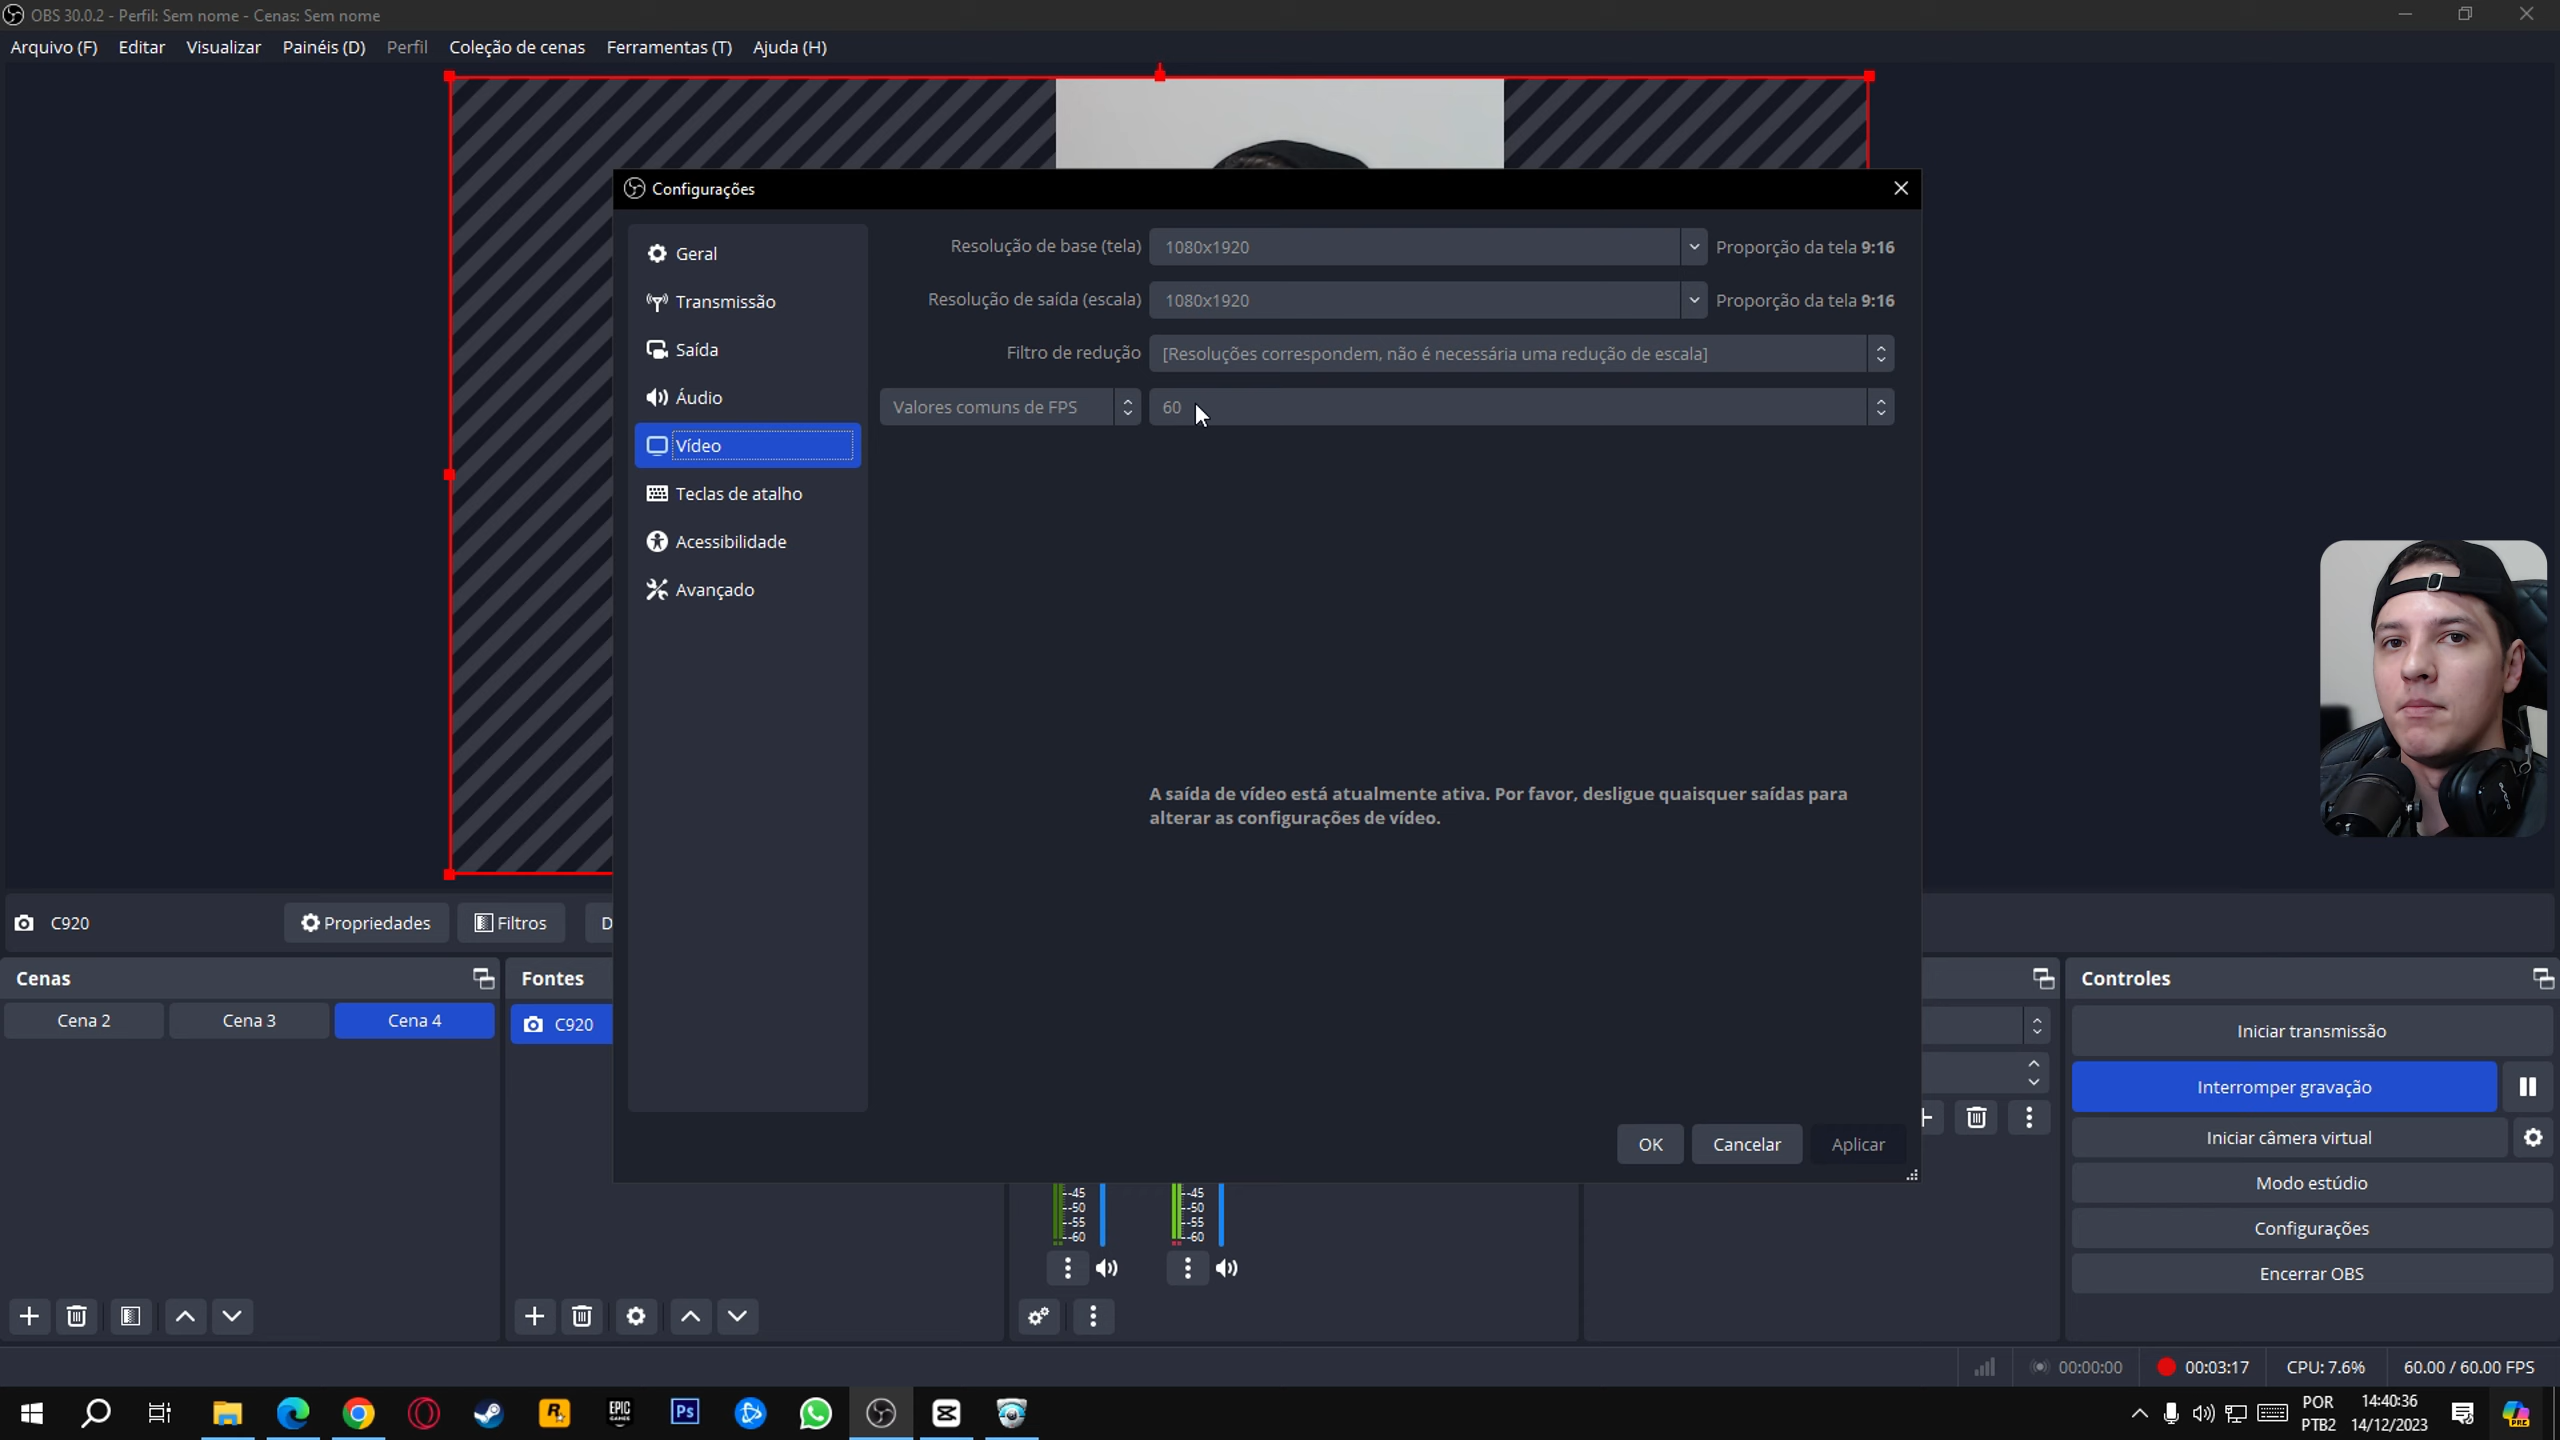 OBS 30.0.2 - Perfil: Sem nome - Cenas: Sem nome
Arquivo (F) Editar Visualizar Painéis (D) Perfil Coleção de cenas Ferramentas (T) Ajuda (H)
Configurações
Geral
Transmissão
Saída
Áudio
Vídeo
Teclas de atalho
Acessibilidade
Avançado
Resolução de base (tela) 1080x1920 Proporção da tela 9:16
Resolução de saída (escala) 1080x1920 Proporção da tela 9:16
Filtro de redução [Resoluções correspondem, não é necessária uma redução de escala]
Valores comuns de FPS 60
A saída de vídeo está atualmente ativa. Por favor, desligue quaisquer saídas para
alterar as configurações de vídeo.
OK Cancelar Aplicar
C920 Propriedades Filtros D
Cenas
Cena 2 Cena 3 Cena 4
Fontes
C920
-45 -45
-50 -50
-55 -55
-60 -60
Controles
Iniciar transmissão
Interromper gravação
Iniciar câmera virtual
Modo estúdio
Configurações
Encerrar OBS
00:00:00 00:03:17 CPU: 7.6% 60.00 / 60.00 FPS
EPIC
GAMES
Ps
POR
PTB2
14:40:36
14/12/2023
PRE